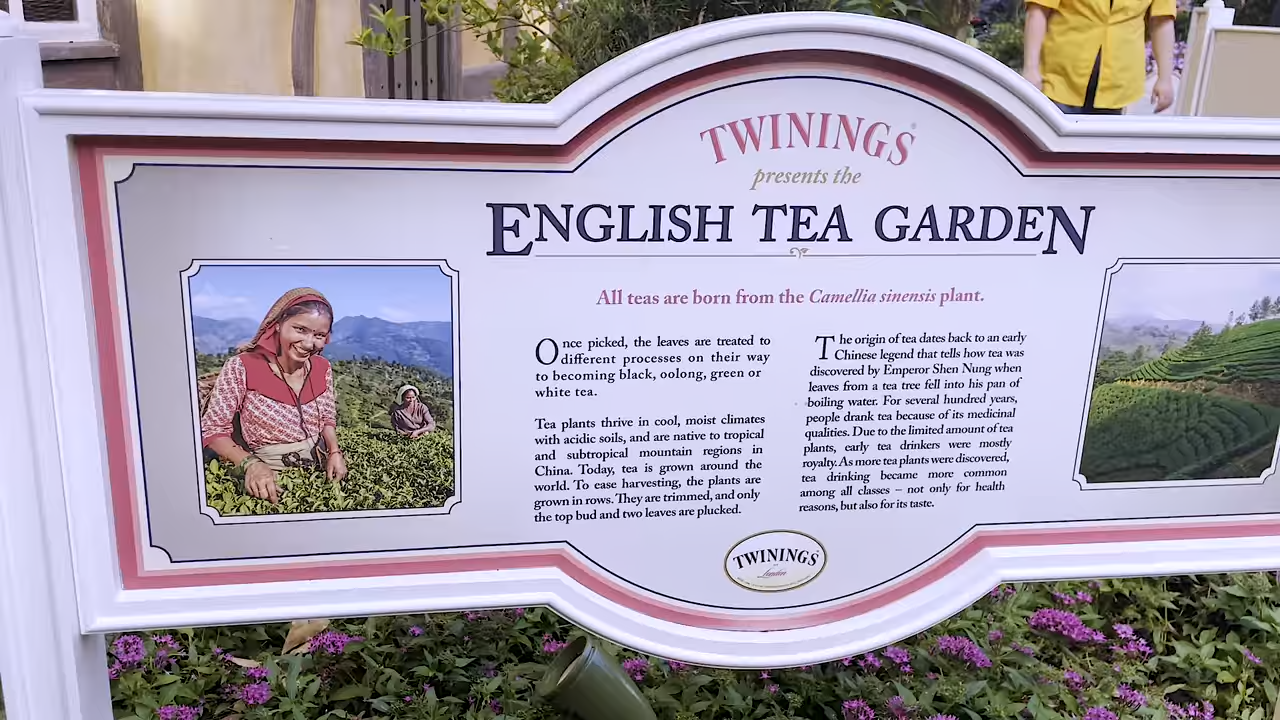 TWININGS®
presents the
ENGLISH TEA GARDEN
All teas are born from the Camellia sinensis plant.
Once picked, the leaves are treated to
different processes on their way
to becoming black, oolong, green or
white tea.
Tea plants thrive in cool, moist climates
with acidic soils, and are native to tropical
and subtropical mountain regions in
China. Today, tea is grown around the
world. To ease harvesting, the plants are
grown in rows. They are trimmed, and only
the top bud and two leaves are plucked.
The origin of tea dates back to an early
Chinese legend that tells how tea was
discovered by Emperor Shen Nung when
leaves from a tea tree fell into his pan of
boiling water. For several hundred years,
people drank tea because of its medicinal
qualities. Due to the limited amount of tea
plants, early tea drinkers were mostly
royalty. As more tea plants were discovered,
tea drinking became more common
among all classes – not only for health
reasons, but also for its taste.
TWININGS
London